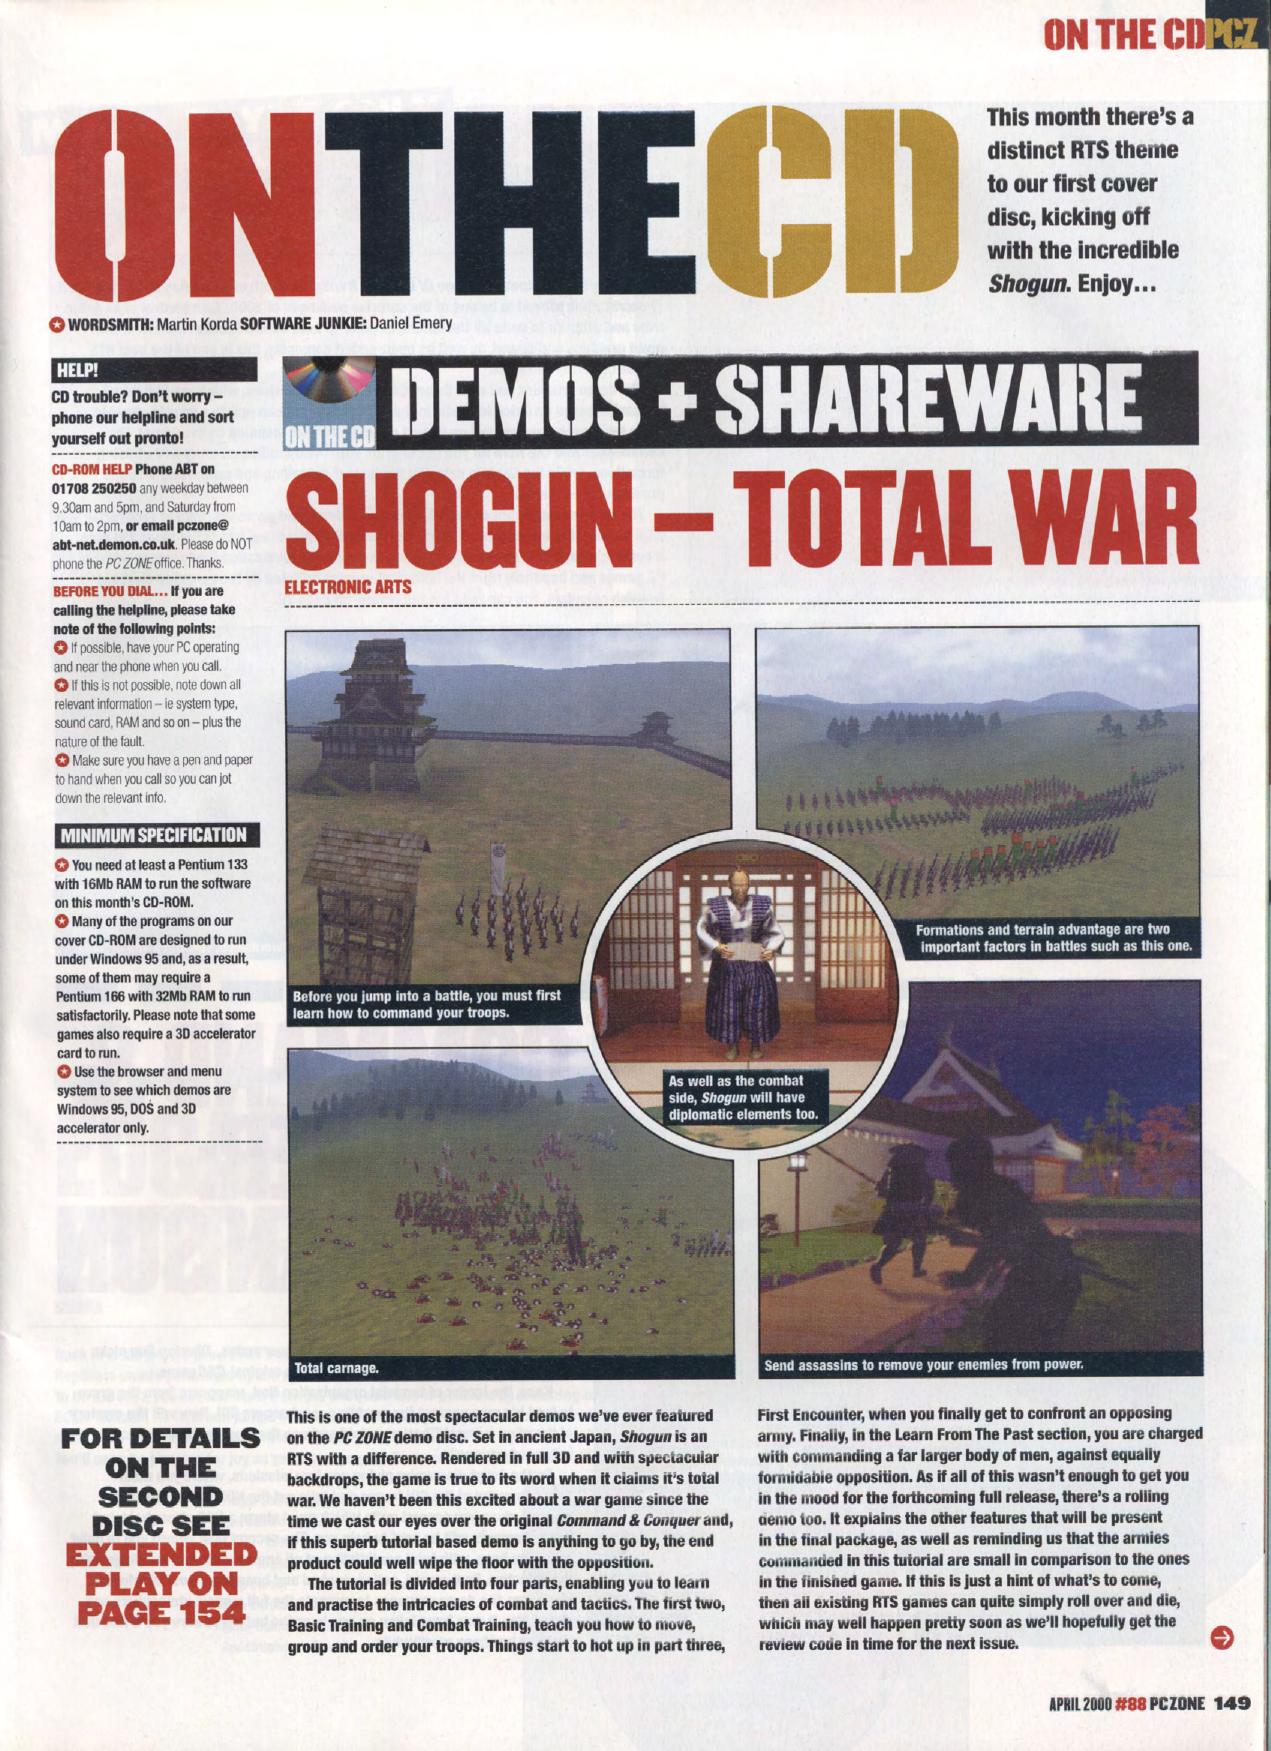 ON THE CD PCZ
ON THE CD
This month there's a
distinct RTS theme
to our first cover
disc, kicking off
with the incredible
Shogun. Enjoy...
WORDSMITH: Martin Korda SOFTWARE JUNKIE: Daniel Emery
HELP!
CD trouble? Don't worry –
phone our helpline and sort
yourself out pronto!
CD-ROM HELP Phone ABT on
01708 250250 any weekday between
9.30am and 5pm, and Saturday from
10am to 2pm, or email pczone@
abt-net.demon.co.uk. Please do NOT
phone the PC ZONE office. Thanks.
BEFORE YOU DIAL... If you are
calling the helpline, please take
note of the following points:
If possible, have your PC operating
and near the phone when you call.
If this is not possible, note down all
relevant information – ie system type,
sound card, RAM and so on – plus the
nature of the fault.
Make sure you have a pen and paper
to hand when you call so you can jot
down the relevant info.
MINIMUM SPECIFICATION
You need at least a Pentium 133
with 16Mb RAM to run the software
on this month's CD-ROM.
Many of the programs on our
cover CD-ROM are designed to run
under Windows 95 and, as a result,
some of them may require a
Pentium 166 with 32Mb RAM to run
satisfactorily. Please note that some
games also require a 3D accelerator
card to run.
Use the browser and menu
system to see which demos are
Windows 95, DOS and 3D
accelerator only.
FOR DETAILS
ON THE
SECOND
DISC SEE
EXTENDED
PLAY ON
PAGE 154
ON THE CD
DEMOS + SHAREWARE
SHOGUN – TOTAL WAR
ELECTRONIC ARTS
Before you jump into a battle, you must first
learn how to command your troops.
Formations and terrain advantage are two
important factors in battles such as this one.
As well as the combat
side, Shogun will have
diplomatic elements too.
Total carnage.
Send assassins to remove your enemies from power.
This is one of the most spectacular demos we've ever featured
on the PC ZONE demo disc. Set in ancient Japan, Shogun is an
RTS with a difference. Rendered in full 3D and with spectacular
backdrops, the game is true to its word when it claims it's total
war. We haven't been this excited about a war game since the
time we cast our eyes over the original Command & Conquer and,
if this superb tutorial based demo is anything to go by, the end
product could well wipe the floor with the opposition.
The tutorial is divided into four parts, enabling you to learn
and practise the intricacies of combat and tactics. The first two,
Basic Training and Combat Training, teach you how to move,
group and order your troops. Things start to hot up in part three,
First Encounter, when you finally get to confront an opposing
army. Finally, in the Learn From The Past section, you are charged
with commanding a far larger body of men, against equally
formidable opposition. As if all of this wasn't enough to get you
in the mood for the forthcoming full release, there's a rolling
demo too. It explains the other features that will be present
in the final package, as well as reminding us that the armies
commanded in this tutorial are small in comparison to the ones
in the finished game. If this is just a hint of what's to come,
then all existing RTS games can quite simply roll over and die,
which may well happen pretty soon as we'll hopefully get the
review code in time for the next issue.
APRIL 2000 #88 PC ZONE 149